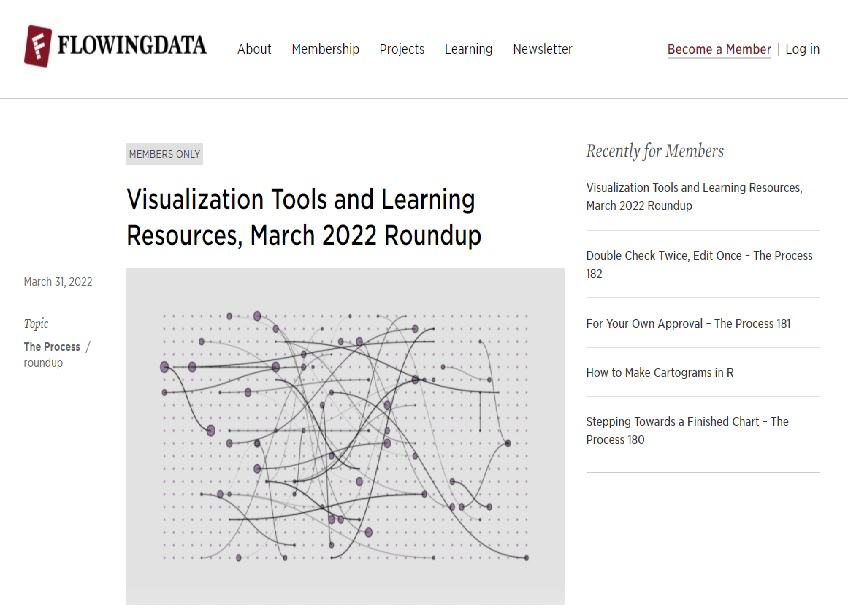 FLOWINGDATA
About Membership Projects Learning Newsletter
Become a Member | Log in
MEMBERS ONLY
Visualization Tools and Learning
Resources, March 2022 Roundup
March 31, 2022
Topic
The Process /
roundup
Recently for Members
Visualization Tools and Learning Resources,
March 2022 Roundup
Double Check Twice, Edit Once – The Process
182
For Your Own Approval – The Process 181
How to Make Cartograms in R
Stepping Towards a Finished Chart – The
Process 180